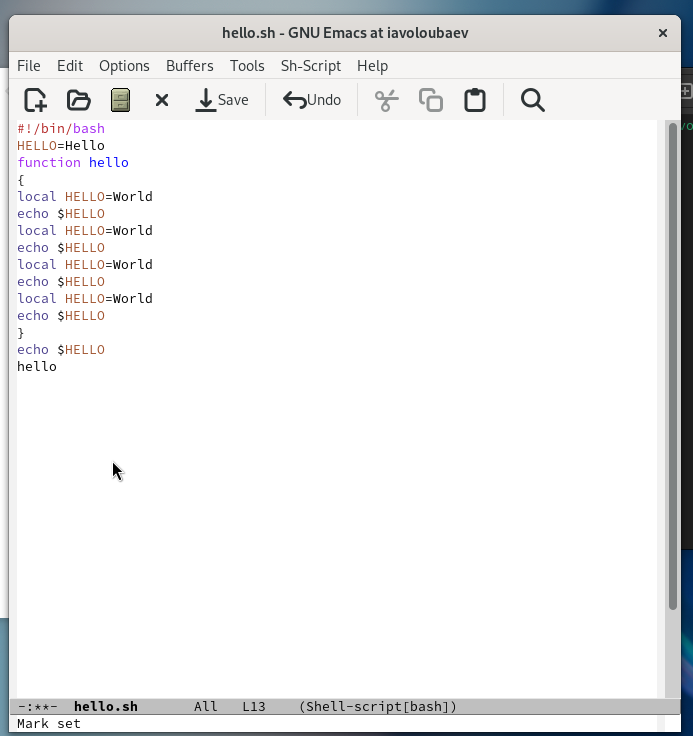 hello.sh - GNU Emacs at iavoloubaev
File Edit Options Buffers Tools Sh-Script Help
Save Undo
#!/bin/bash
HELLO=Hello
function hello
{
local HELLO=World
echo $HELLO
local HELLO=World
echo $HELLO
local HELLO=World
echo $HELLO
local HELLO=World
echo $HELLO
}
echo $HELLO
hello
-:**- hello.sh All L13 (Shell-script[bash])
Mark set